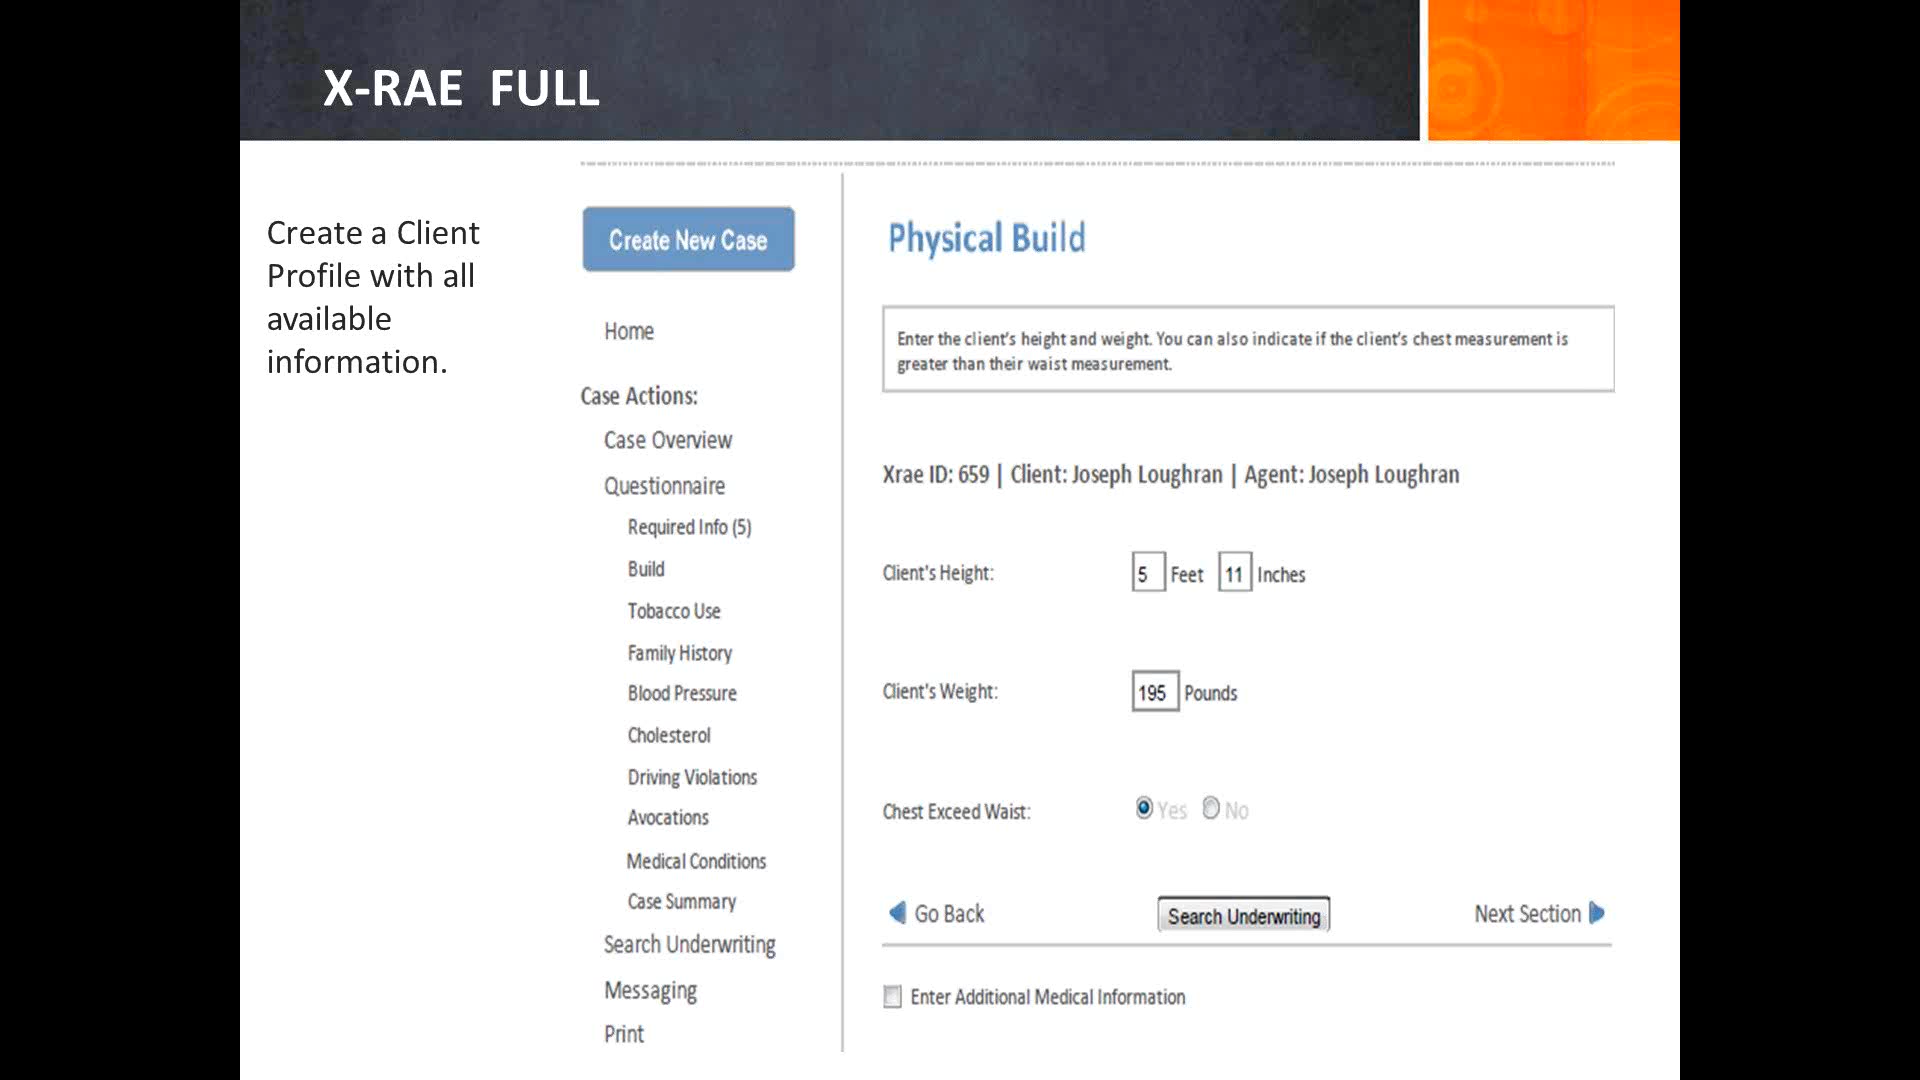 X-RAE FULL
Create a Client
Profile with all
available
information.
Create New Case
Home
Case Actions:
Case Overview
Questionnaire
Required Info (5)
Build
Tobacco Use
Family History
Blood Pressure
Cholesterol
Driving Violations
Avocations
Medical Conditions
Case Summary
Search Underwriting
Messaging
Print
Physical Build
Enter the client's height and weight. You can also indicate if the client's chest measurement is
greater than their waist measurement.
Xrae ID: 659 | Client: Joseph Loughran | Agent: Joseph Loughran
Client's Height: 5 Feet 11 Inches
Client's Weight: 195 Pounds
Chest Exceed Waist: Yes No
Go Back Search Underwriting Next Section
Enter Additional Medical Information